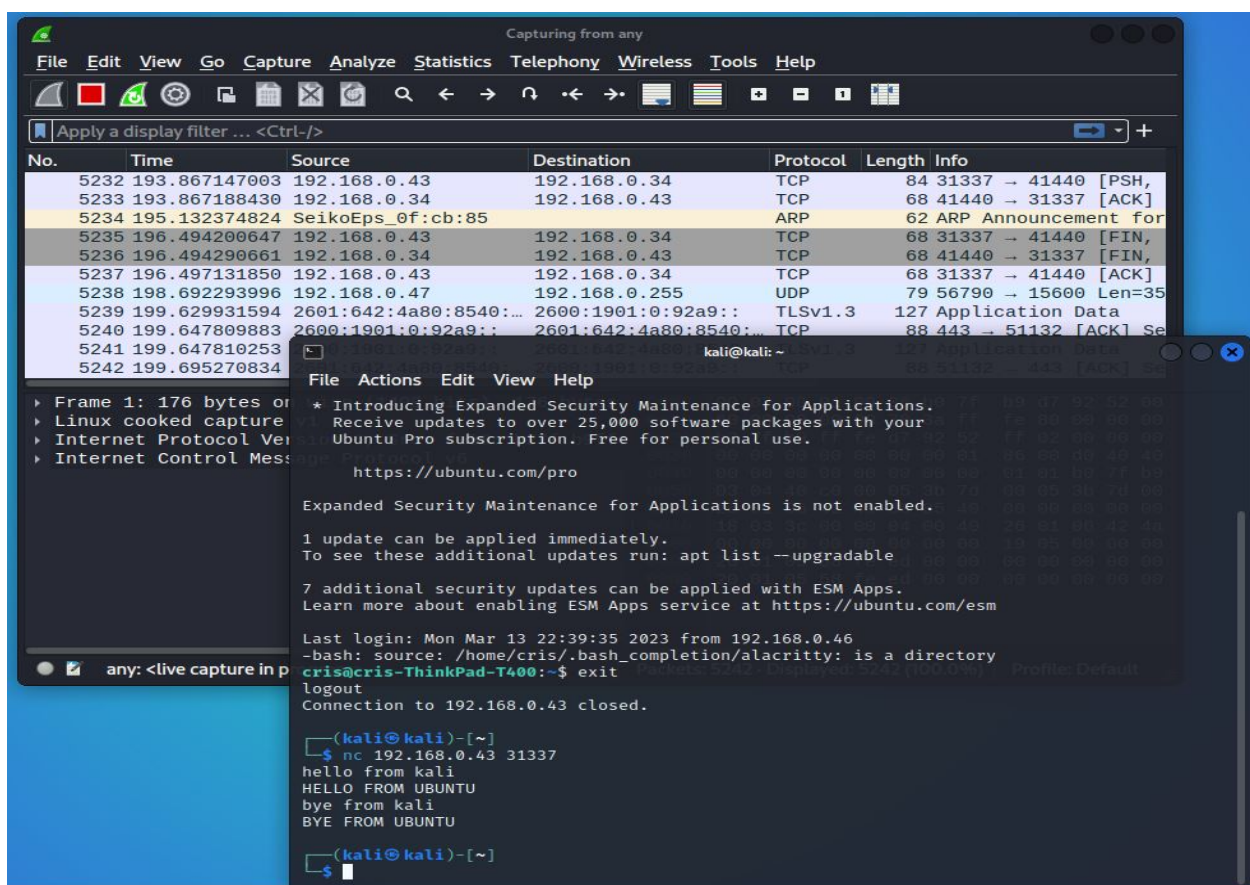 Capturing from any
File Edit View Go Capture Analyze Statistics Telephony Wireless Tools Help
Apply a display filter … <Ctrl-/>
No. Time Source Destination Protocol Length Info
5232 193.867147003 192.168.0.43 192.168.0.34 TCP 84 31337 → 41440 [PSH,
5233 193.867188430 192.168.0.34 192.168.0.43 TCP 68 41440 → 31337 [ACK]
5234 195.132374824 SeikoEps_0f:cb:85 ARP 62 ARP Announcement for
5235 196.494200647 192.168.0.43 192.168.0.34 TCP 68 31337 → 41440 [FIN,
5236 196.494290661 192.168.0.34 192.168.0.43 TCP 68 41440 → 31337 [FIN,
5237 196.497131850 192.168.0.43 192.168.0.34 TCP 68 31337 → 41440 [ACK]
5238 198.692293996 192.168.0.47 192.168.0.255 UDP 79 56790 → 15600 Len=35
5239 199.629931594 2601:642:4a80:8540:… 2600:1901:0:92a9:: TLSv1.3 127 Application Data
5240 199.647809883 2600:1901:0:92a9:: 2601:642:4a80:8540:… TCP 88 443 → 51132 [ACK] Se
5241 199.647810253
5242 199.695270834
Frame 1: 176 bytes on
Linux cooked capture
Internet Protocol Ver
Internet Control Message Protocol v6
any: <live capture in p Packets: 5242 · Displayed: 5242 (100.0%) Profile: Default
kali@kali: ~
File Actions Edit View Help
* Introducing Expanded Security Maintenance for Applications.
Receive updates to over 25,000 software packages with your
Ubuntu Pro subscription. Free for personal use.
https://ubuntu.com/pro
Expanded Security Maintenance for Applications is not enabled.
1 update can be applied immediately.
To see these additional updates run: apt list --upgradable
7 additional security updates can be applied with ESM Apps.
Learn more about enabling ESM Apps service at https://ubuntu.com/esm
Last login: Mon Mar 13 22:39:35 2023 from 192.168.0.46
-bash: source: /home/cris/.bash_completion/alacritty: is a directory
cris@cris-ThinkPad-T400:~$ exit
logout
Connection to 192.168.0.43 closed.
(kali㉿kali)-[~]
$ nc 192.168.0.43 31337
hello from kali
HELLO FROM UBUNTU
bye from kali
BYE FROM UBUNTU
(kali㉿kali)-[~]
$